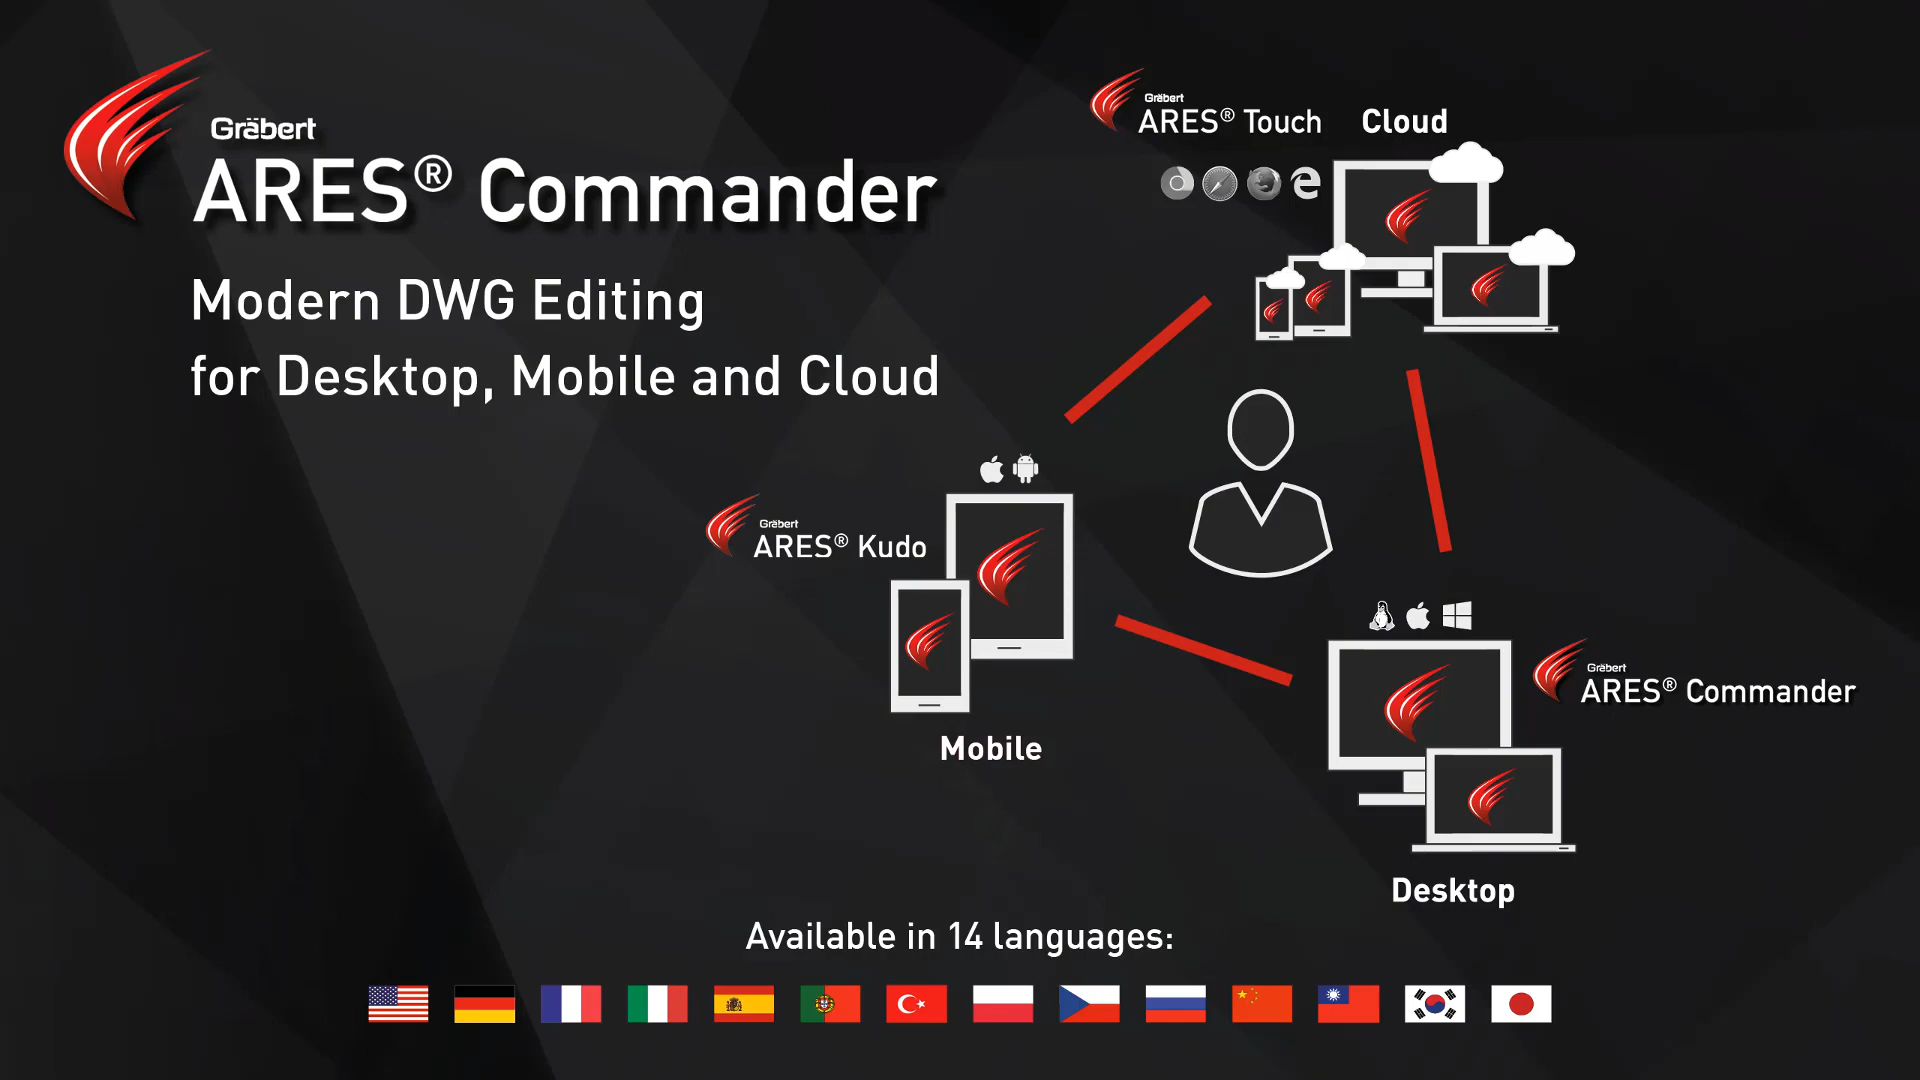 Gräbert
ARES® Commander
Modern DWG Editing
for Desktop, Mobile and Cloud
Gräbert
ARES® Touch
Cloud
Gräbert
ARES® Kudo
Mobile
Gräbert
ARES® Commander
Desktop
Available in 14 languages: